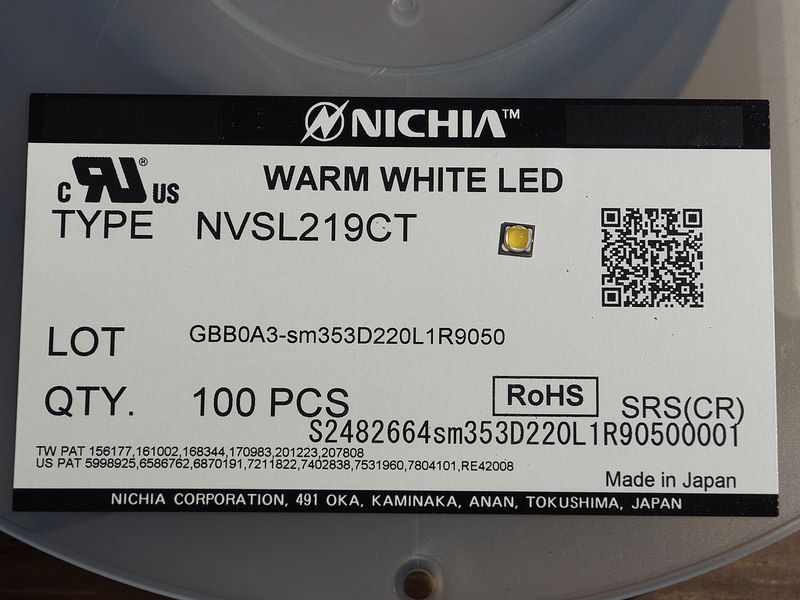 NICHIA™
WARM WHITE LED
c RU® US
TYPE NVSL219CT
LOT GBB0A3-sm353D220L1R9050
QTY. 100 PCS RoHS SRS(CR)
S2482664sm353D220L1R90500001
TW PAT 156177,161002,168344,170983,201223,207808
US PAT 5998925,6586762,6870191,7211822,7402838,7531960,7804101,RE42008
Made in Japan
NICHIA CORPORATION, 491 OKA, KAMINAKA, ANAN, TOKUSHIMA, JAPAN